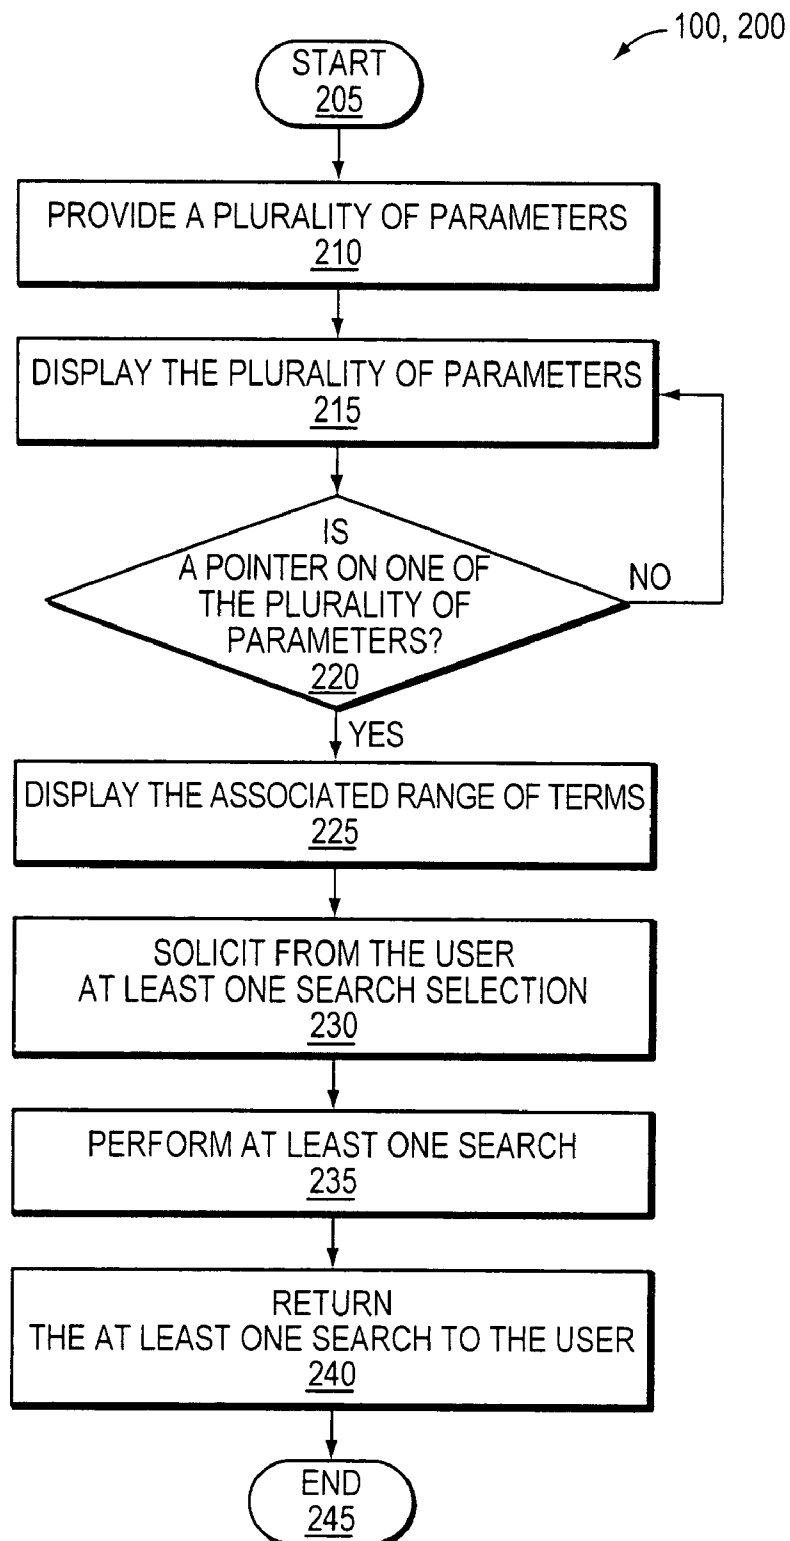 100, 200
START
205
PROVIDE A PLURALITY OF PARAMETERS
210
DISPLAY THE PLURALITY OF PARAMETERS
215
IS
A POINTER ON ONE OF
THE PLURALITY OF
PARAMETERS?
220
NO
YES
DISPLAY THE ASSOCIATED RANGE OF TERMS
225
SOLICIT FROM THE USER
AT LEAST ONE SEARCH SELECTION
230
PERFORM AT LEAST ONE SEARCH
235
RETURN
THE AT LEAST ONE SEARCH TO THE USER
240
END
245